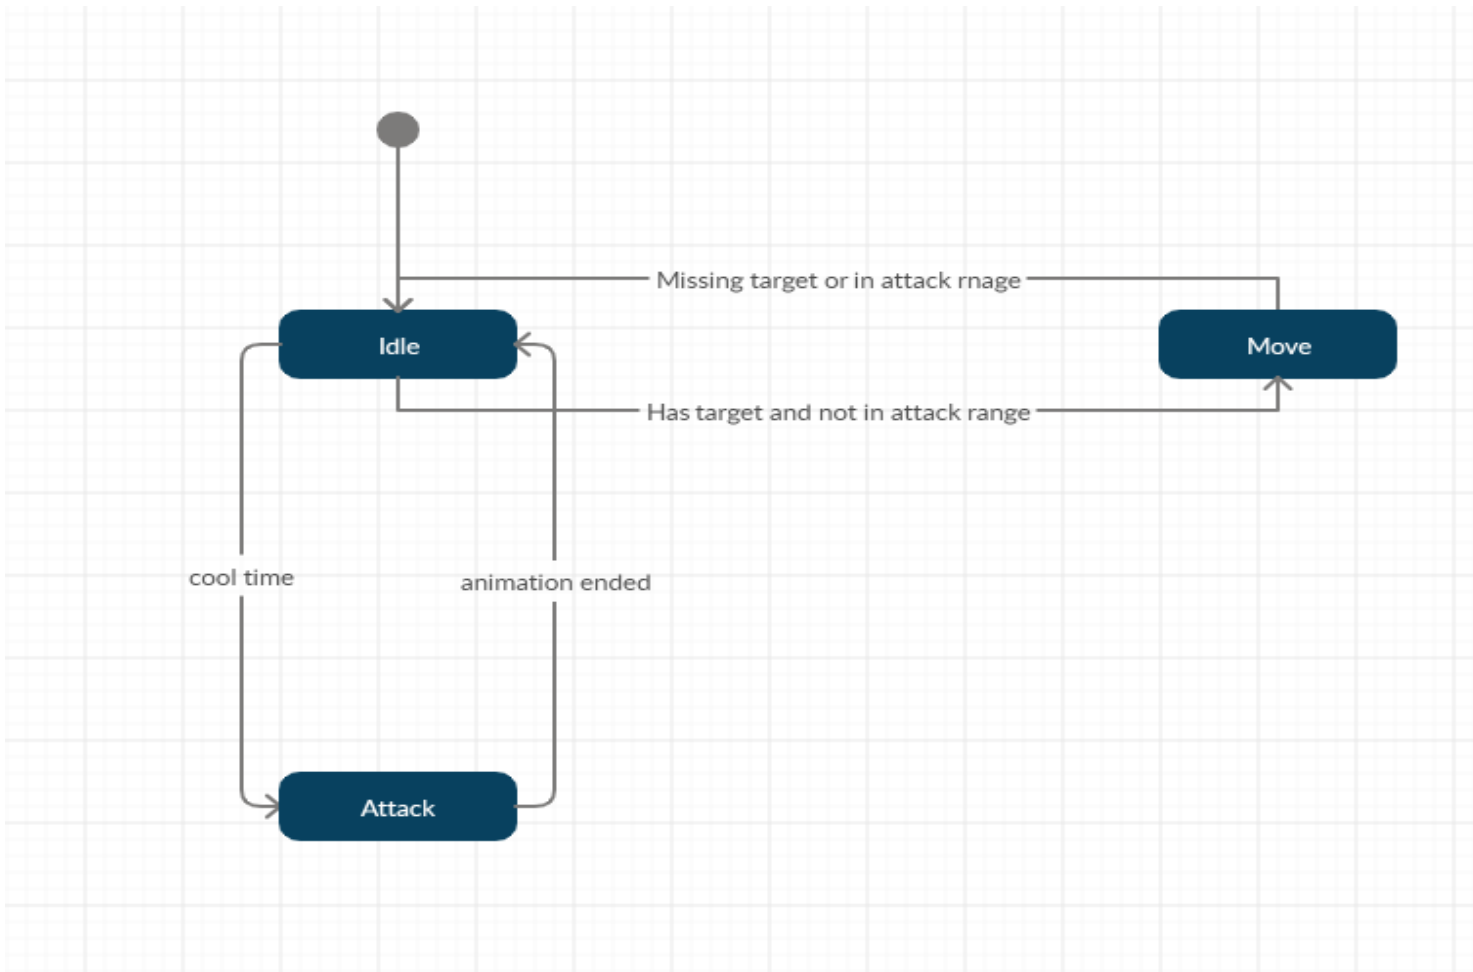 Missing target or in attack rnage
Idle
Move
Has target and not in attack range
cool time
animation ended
Attack